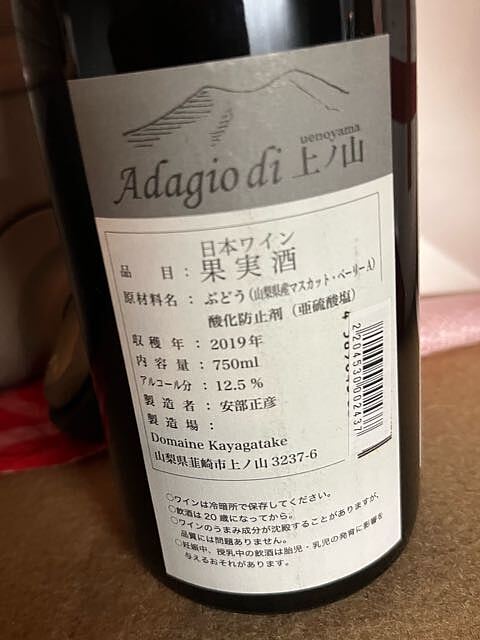 uenoyama
Adagio di 上ノ山
日本ワイン
品 目 : 果実酒
原材料名 : ぶどう(山梨県産マスカット・ベーリーA)
酸化防止剤(亜硫酸塩)
収穫年 : 2019年
内容量 : 750ml
アルコール分 : 12.5%
製造者 : 安部正彦
製造場 :
Domaine Kayagatake
山梨県韮崎市上ノ山3237-6
2204530002437
○ワインは冷暗所で保存してください。
○飲酒は20歳になってから。
○ワインのうまみ成分が沈殿することがありますが、
品質には問題ありません。
○妊娠中、授乳中の飲酒は胎児・乳児の発育に影響を
与えるおそれがあります。